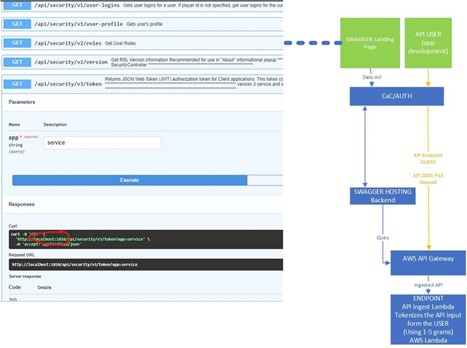 GET /api/security/v1/user-logins Get user logins for a user. If player id is not specified, get user logins for the current
GET /api/security/v1/user-profile Get user's profile
GET /api/security/v2/roles Get User Roles
GET /api/security/v2/version Get RSL Version information Recommended for use in "About" informational popup
SecurityController
GET /api/security/v3/token Returns JSON Web Token (JWT) authorization token for Client applications. This token
version 3 service and
Parameters
Name Description
app * required
string
(query)
service
Execute
Responses
Curl
curl -X
'http://localhost:1858/api/security/v3/token?app=service' \
-H 'accept: application/json'
Request URL
http://localhost:1858/api/security/v3/token?app=service
Server response
Code Details
200
SWAGGER Landing
Page
API USER
(app
development)
Data.mil
CaC/AUTH
API Endpoint
QUERY
API/JSON FILE
Deposit
SWAGGER HOSTING
Backend
Query
AWS API Gateway
Ingested API
ENDPOINT
API Ingest Lambda
Tokenizes the API input
form the USER
(Using 1-5 grams)
AWS Lambda